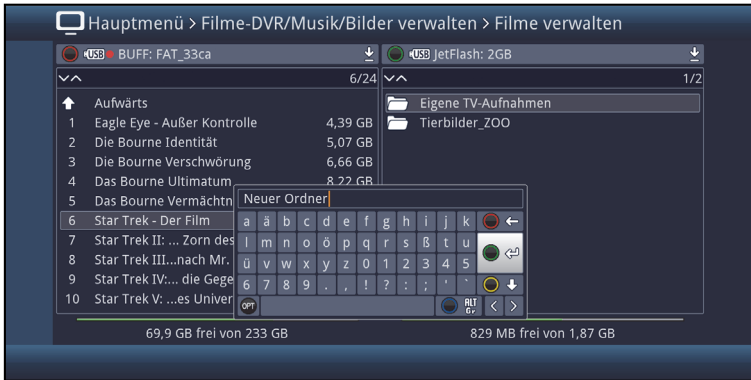 Hauptmenü > Filme-DVR/Musik/Bilder verwalten > Filme verwalten
USB BUFF: FAT_33ca
USB JetFlash: 2GB
6/24
1/2
Aufwärts
1 Eagle Eye - Außer Kontrolle 4,39 GB
2 Die Bourne Identität 5,07 GB
3 Die Bourne Verschwörung 6,66 GB
4 Das Bourne Ultimatum 8,22 GB
5 Das Bourne Vermächtn
6 Star Trek - Der Film
7 Star Trek II: ... Zorn des
8 Star Trek III...nach Mr.
9 Star Trek IV:... die Gege
10 Star Trek V: ...es Univer
Eigene TV-Aufnahmen
Tierbilder_ZOO
Neuer Ordner
a ä b c d e f g h i j k
l m n o ö p q r s ß t u
ü v w x y z 0 1 2 3 4 5
6 7 8 9 . , ! ? : ; ' -
OPT ALT Gr < >
69,9 GB frei von 233 GB
829 MB frei von 1,87 GB